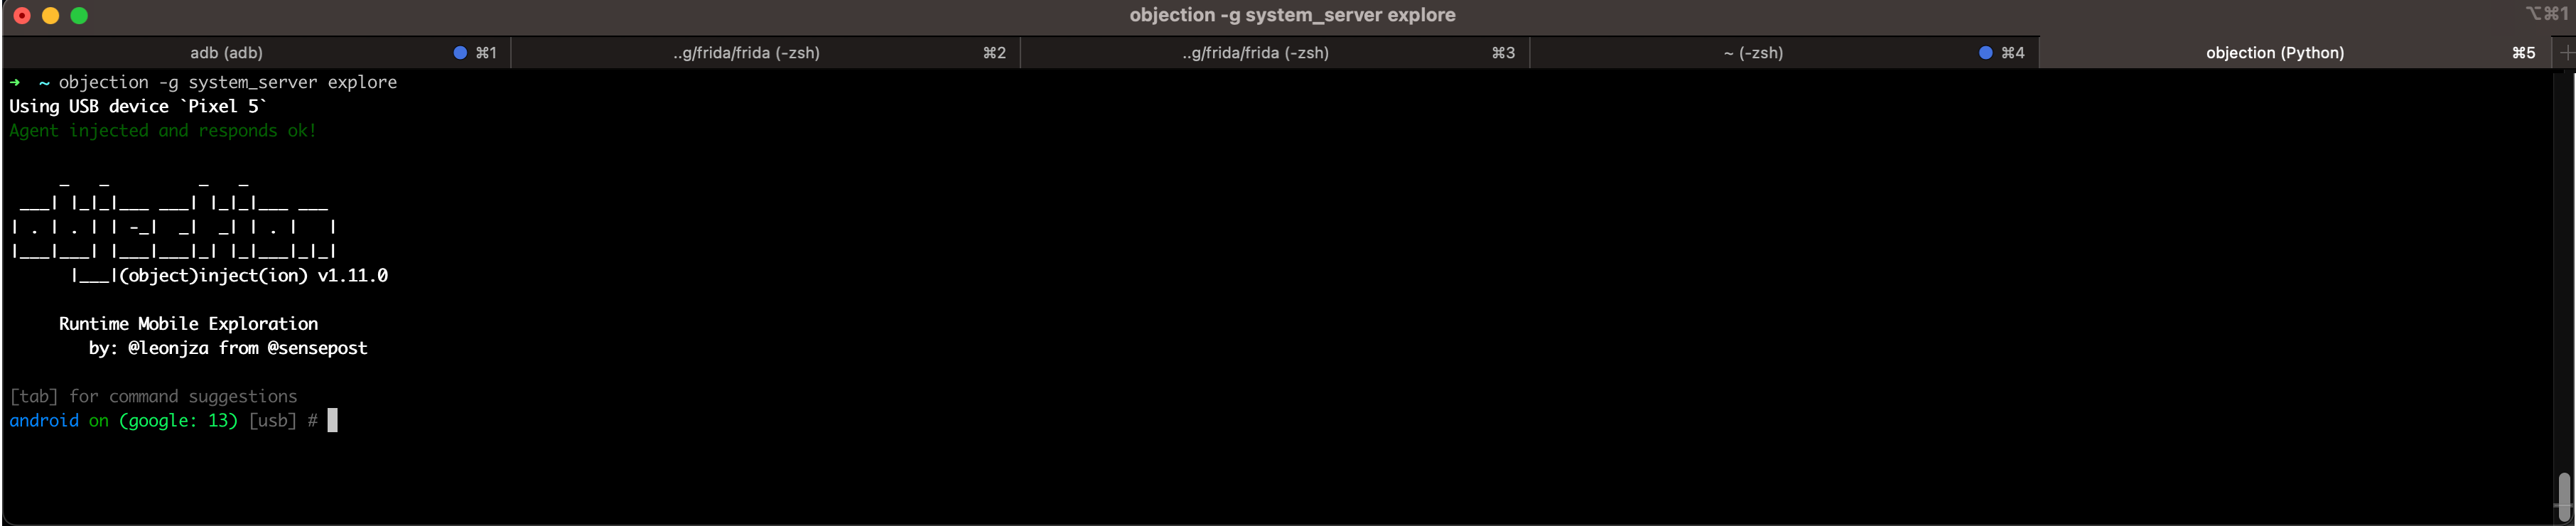 objection -g system_server explore
⌥⌘1
adb (adb) ⌘1
..g/frida/frida (-zsh) ⌘2
..g/frida/frida (-zsh) ⌘3
~ (-zsh) ⌘4
objection (Python) ⌘5
➜  ~ objection -g system_server explore
Using USB device `Pixel 5`
Agent injected and responds ok!
     _   _         _   _
 ___| |_|_|___ ___| |_|_|___ ___
| . | . | | -_|  _|  _| | . |   |
|___|___| |___|___|_| |_|___|_|_|
      |___|(object)inject(ion) v1.11.0
     Runtime Mobile Exploration
        by: @leonjza from @sensepost
[tab] for command suggestions
android on (google: 13) [usb] #